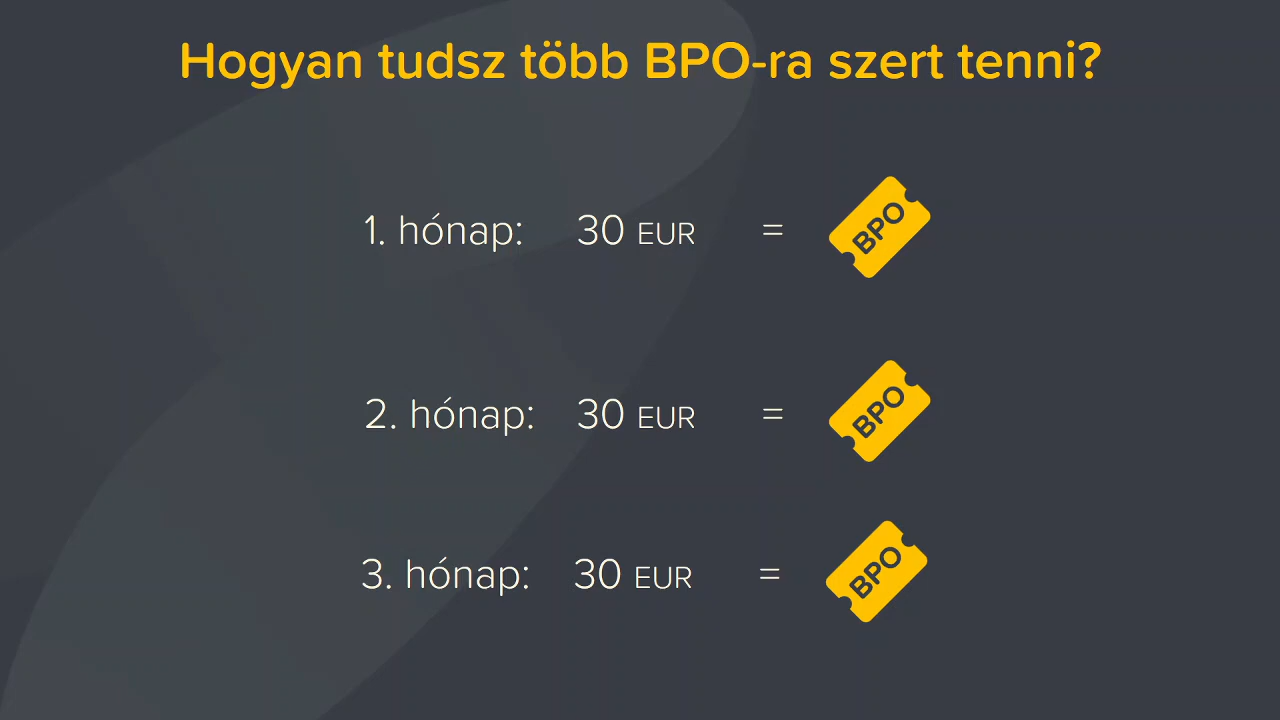 Hogyan tudsz több BPO-ra szert tenni?
1. hónap: 30 EUR = BPO
2. hónap: 30 EUR = BPO
3. hónap: 30 EUR = BPO